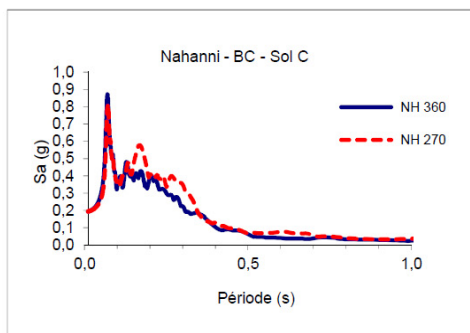 Nahanni - BC - Sol C
Sa (g)
1,0
0,9
0,8
0,7
0,6
0,5
0,4
0,3
0,2
0,1
0,0
0,0
0,5
1,0
Période (s)
NH 360
NH 270